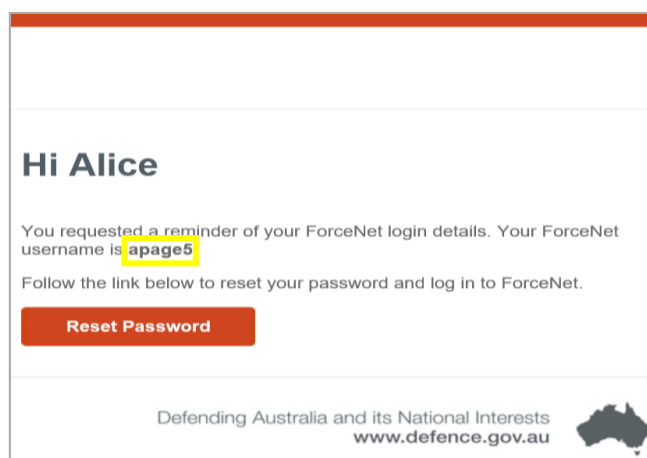 Hi Alice
You requested a reminder of your ForceNet login details. Your ForceNet
username is apage5
Follow the link below to reset your password and log in to ForceNet.
Reset Password
Defending Australia and its National Interests
www.defence.gov.au